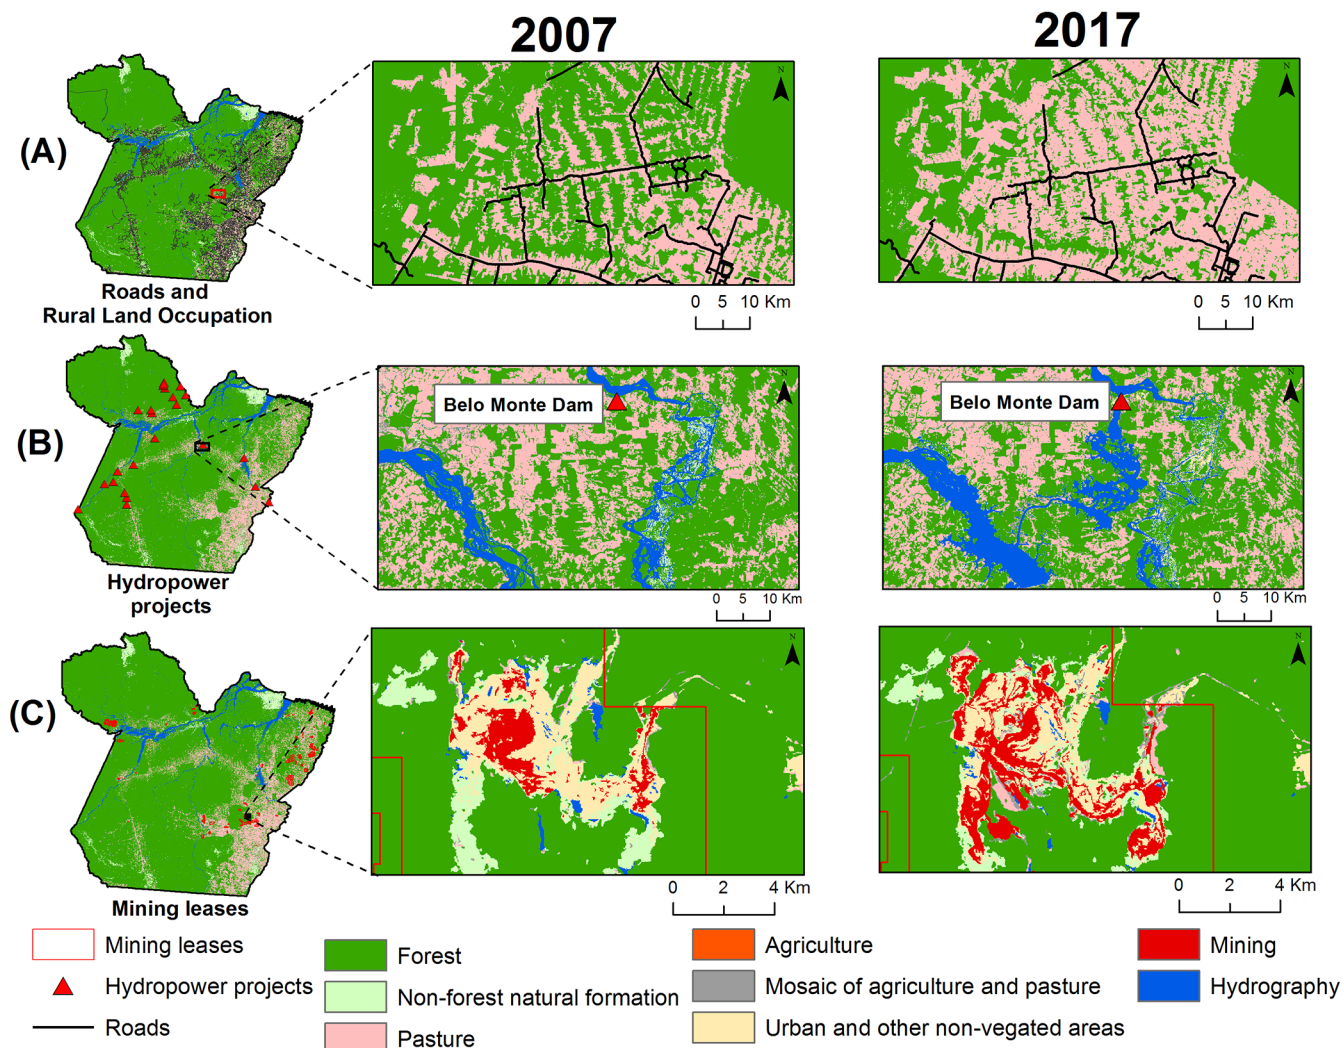 2007
2017
(A)
N
N
Roads and
Rural Land Occupation
0 5 10 Km
0 5 10 Km
(B)
Belo Monte Dam
N
Belo Monte Dam
N
Hydropower
projects
0 5 10 Km
0 5 10 Km
(C)
N
N
Mining leases
0 2 4 Km
0 2 4 Km
Mining leases
Hydropower projects
Roads
Forest
Non-forest natural formation
Pasture
Agriculture
Mosaic of agriculture and pasture
Urban and other non-vegated areas
Mining
Hydrography